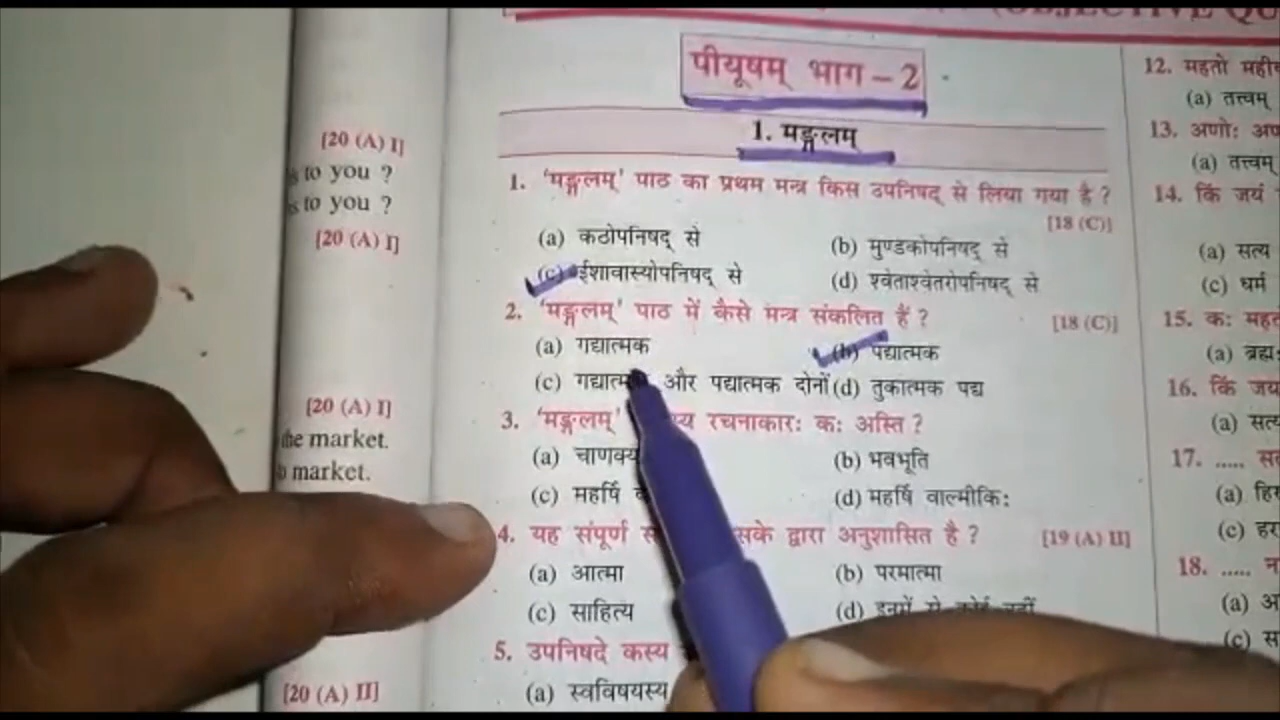 (OBJECTIVE QU
पीयूषम् भाग - 2
1. मङ्गलम्
1. 'मङ्गलम्' पाठ का प्रथम मन्त्र किस उपनिषद् से लिया गया है ?
[18 (C)]
(a) कठोपनिषद् से (b) मुण्डकोपनिषद् से
(c) ईशावास्योपनिषद् से (d) श्वेताश्वेतरोपनिषद् से
2. 'मङ्गलम्' पाठ में कैसे मन्त्र संकलित हैं ? [18 (C)]
(a) गद्यात्मक (b) पद्यात्मक
(c) और पद्यात्मक दोनों (d) तुकात्मक पद्य
3. 'मङ्गलम्' रचनाकारः कः अस्ति ?
(a) चाणक्य (b) भवभूति
(c) महर्षि (d) महर्षि वाल्मीकिः
4. यह संपूर्ण द्वारा अनुशासित है ? [19 (A) II]
(a) आत्मा (b) परमात्मा
(c) साहित्य (d) इनमें से कोई नहीं
5. उपनिषदे कस्य
(a) स्वविषयस्य
[20 (A) I]
to you ?
to you ?
[20 (A) I]
[20 (A) I]
the market.
market.
[20 (A) II]
12. महतो
(a) तत्त्वम्
13. अणोः
(a) तत्त्वम्
14. किं जयं
(a) सत्य
(c) धर्म
15. कः
(a)
16. किं
(a)
17. .....
(a)
(c)
18. .....
(a)
(c)